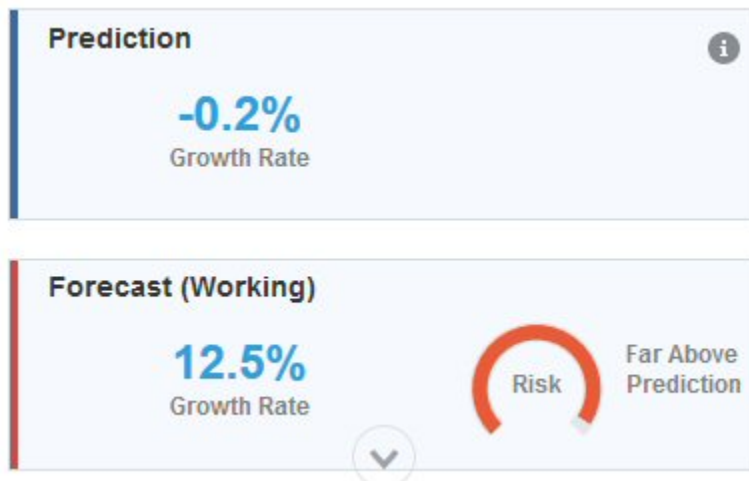 Prediction
-0.2%
Growth Rate
Forecast (Working)
12.5%
Growth Rate
Risk
Far Above
Prediction